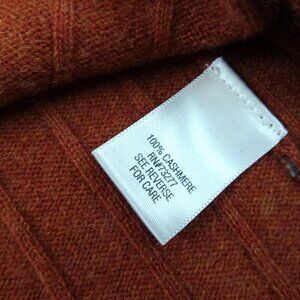 100% CASHMERE
RN#73277
SEE REVERSE
FOR CARE